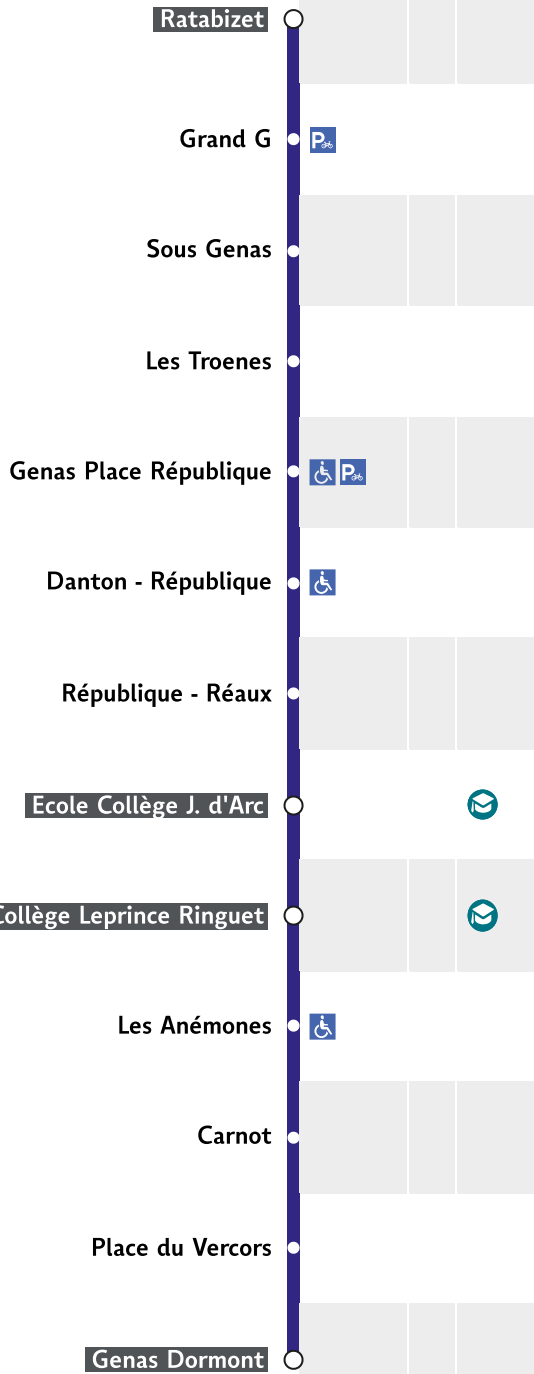 Ratabizet
Grand G
P
Sous Genas
Les Troenes
Genas Place République
P
Danton - République
République - Réaux
Ecole Collège J. d'Arc
Collège Leprince Ringuet
Les Anémones
Carnot
Place du Vercors
Genas Dormont